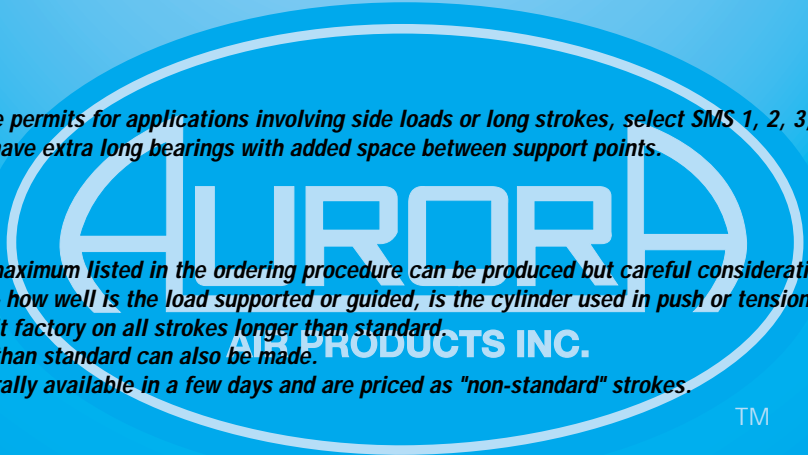 e permits for applications involving side loads or long strokes, select SMS 1, 2, 3,
have extra long bearings with added space between support points.
AURORA
maximum listed in the ordering procedure can be produced but careful considerati
how well is the load supported or guided, is the cylinder used in push or tension
t factory on all strokes longer than standard.
AIR PRODUCTS INC.
than standard can also be made.
rally available in a few days and are priced as "non-standard" strokes.
TM